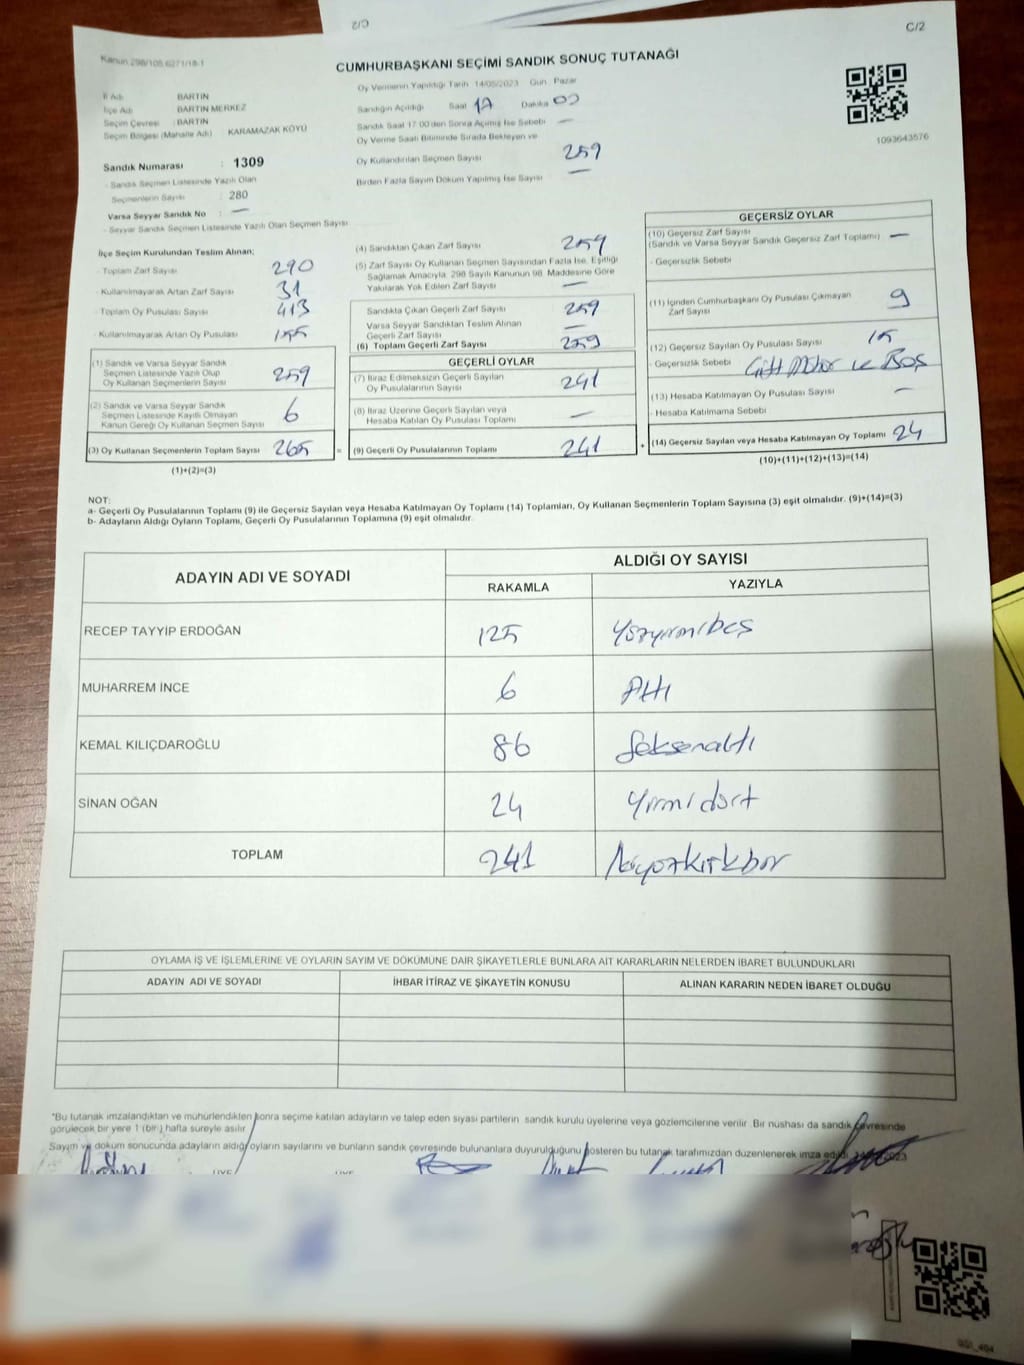 C/2
C/2
Kanun 298/105.6271/18-1
CUMHURBAŞKANI SEÇİMİ SANDIK SONUÇ TUTANAĞI
İl Adı : BARTIN
İlçe Adı : BARTIN MERKEZ
Seçim Çevresi : BARTIN
Seçim Bölgesi (Mahalle Adı) : KARAMAZAK KÖYÜ
Sandık Numarası : 1309
- Sandık Seçmen Listesinde Yazılı Olan
Seçmenlerin Sayısı : 280
Varsa Seyyar Sandık No : —
- Seyyar Sandık Seçmen Listesinde Yazılı Olan Seçmen Sayısı
Oy Vermenin Yapıldığı Tarih 14/05/2023 Gün: Pazar
Sandığın Açıldığı Saat 17 Dakika 00
Sandık Saat 17:00'den Sonra Açılmış İse Sebebi —
Oy Verme Saati Bitiminde Sırada Bekleyen ve
Oy Kullandırılan Seçmen Sayısı 259
Birden Fazla Sayım Döküm Yapılmış İse Sayısı —
1093643576
İlçe Seçim Kurulundan Teslim Alınan:
- Toplam Zarf Sayısı 290
- Kullanılmayarak Artan Zarf Sayısı 31
- Toplam Oy Pusulası Sayısı 413
- Kullanılmayarak Artan Oy Pusulası 155
(1) Sandık ve Varsa Seyyar Sandık
Seçmen Listesinde Yazılı Olup
Oy Kullanan Seçmenlerin Sayısı 259
(2) Sandık ve Varsa Seyyar Sandık
Seçmen Listesinde Kayıtlı Olmayan
Kanun Gereği Oy Kullanan Seçmen Sayısı 6
(3) Oy Kullanan Seçmenlerin Toplam Sayısı 265
(1)+(2)=(3)
(4) Sandıktan Çıkan Zarf Sayısı 259
(5) Zarf Sayısı Oy Kullanan Seçmen Sayısından Fazla İse, Eşitliği
Sağlamak Amacıyla, 298 Sayılı Kanunun 98. Maddesine Göre
Yakılarak Yok Edilen Zarf Sayısı —
Sandıkta Çıkan Geçerli Zarf Sayısı 259
Varsa Seyyar Sandıktan Teslim Alınan
Geçerli Zarf Sayısı —
(6) Toplam Geçerli Zarf Sayısı 259
GEÇERLİ OYLAR
(7) İtiraz Edilmeksizin Geçerli Sayılan
Oy Pusulalarının Sayısı 241
(8) İtiraz Üzerine Geçerli Sayılan veya
Hesaba Katılan Oy Pusulası Toplamı —
= (9) Geçerli Oy Pusulalarının Toplamı 241
GEÇERSİZ OYLAR
(10) Geçersiz Zarf Sayısı
(Sandık ve Varsa Seyyar Sandık Geçersiz Zarf Toplamı) —
- Geçersizlik Sebebi
(11) İçinden Cumhurbaşkanı Oy Pusulası Çıkmayan
Zarf Sayısı 9
(12) Geçersiz Sayılan Oy Pusulası Sayısı 15
- Geçersizlik Sebebi Çift Mühür ve Boş
(13) Hesaba Katılmayan Oy Pusulası Sayısı —
- Hesaba Katılmama Sebebi
+ (14) Geçersiz Sayılan veya Hesaba Katılmayan Oy Toplamı 24
(10)+(11)+(12)+(13)=(14)
NOT:
a- Geçerli Oy Pusulalarının Toplamı (9) ile Geçersiz Sayılan veya Hesaba Katılmayan Oy Toplamı (14) Toplamları, Oy Kullanan Seçmenlerin Toplam Sayısına (3) eşit olmalıdır. (9)+(14)=(3)
b- Adayların Aldığı Oyların Toplamı, Geçerli Oy Pusulalarının Toplamına (9) eşit olmalıdır.
ADAYIN ADI VE SOYADI
ALDIĞI OY SAYISI
RAKAMLA YAZIYLA
RECEP TAYYİP ERDOĞAN 125 Yüzyirmibeş
MUHARREM İNCE 6 Altı
KEMAL KILIÇDAROĞLU 86 Seksenaltı
SİNAN OĞAN 24 Yirmidört
TOPLAM 241 İkiyüzkırkbir
OYLAMA İŞ VE İŞLEMLERİNE VE OYLARIN SAYIM VE DÖKÜMÜNE DAİR ŞİKAYETLERLE BUNLARA AİT KARARLARIN NELERDEN İBARET BULUNDUKLARI
ADAYIN ADI VE SOYADI İHBAR İTİRAZ VE ŞİKAYETİN KONUSU ALINAN KARARIN NEDEN İBARET OLDUĞU
*Bu tutanak imzalandıktan ve mühürlendikten sonra seçime katılan adayların ve talep eden siyasi partilerin sandık kurulu üyelerine veya gözlemcilerine verilir. Bir nüshası da sandık çevresinde
görülecek bir yere 1 (bir) hafta süreyle asılır.
Sayım ve döküm sonucunda adayların aldığı oyların sayılarını ve bunların sandık çevresinde bulunanlara duyurulduğunu gösteren bu tutanak tarafımızdan düzenlenerek imza edildi.